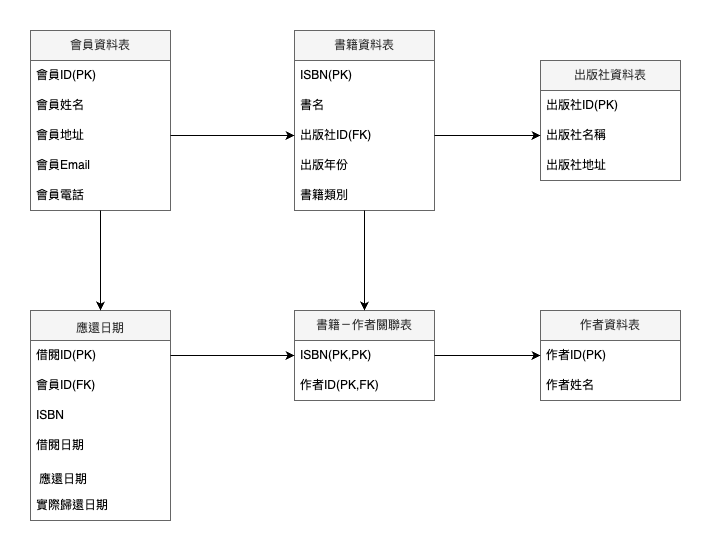 會員資料表
會員ID(PK)
會員姓名
會員地址
會員Email
會員電話
書籍資料表
ISBN(PK)
書名
出版社ID(FK)
出版年份
書籍類別
出版社資料表
出版社ID(PK)
出版社名稱
出版社地址
應還日期
借閱ID(PK)
會員ID(FK)
ISBN
借閱日期
應還日期
實際歸還日期
書籍－作者關聯表
ISBN(PK,PK)
作者ID(PK,FK)
作者資料表
作者ID(PK)
作者姓名